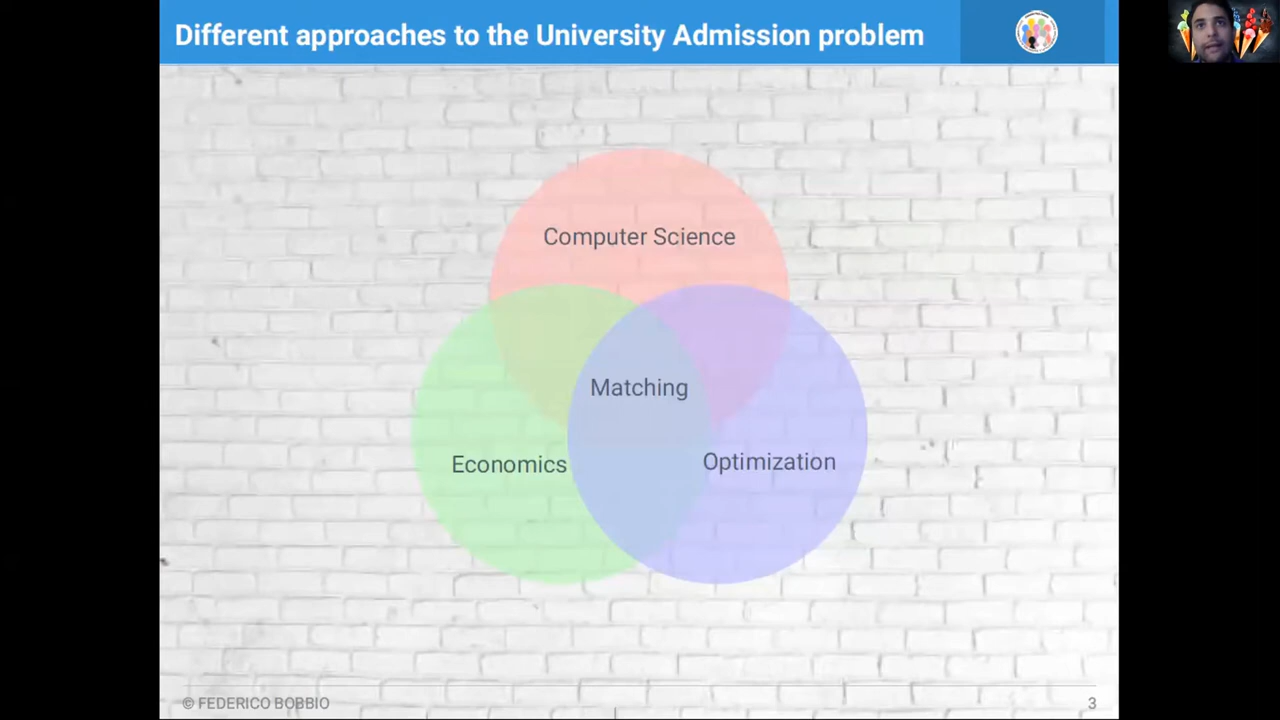 Different approaches to the University Admission problem
Computer Science
Matching
Economics
Optimization
© FEDERICO BOBBIO
3